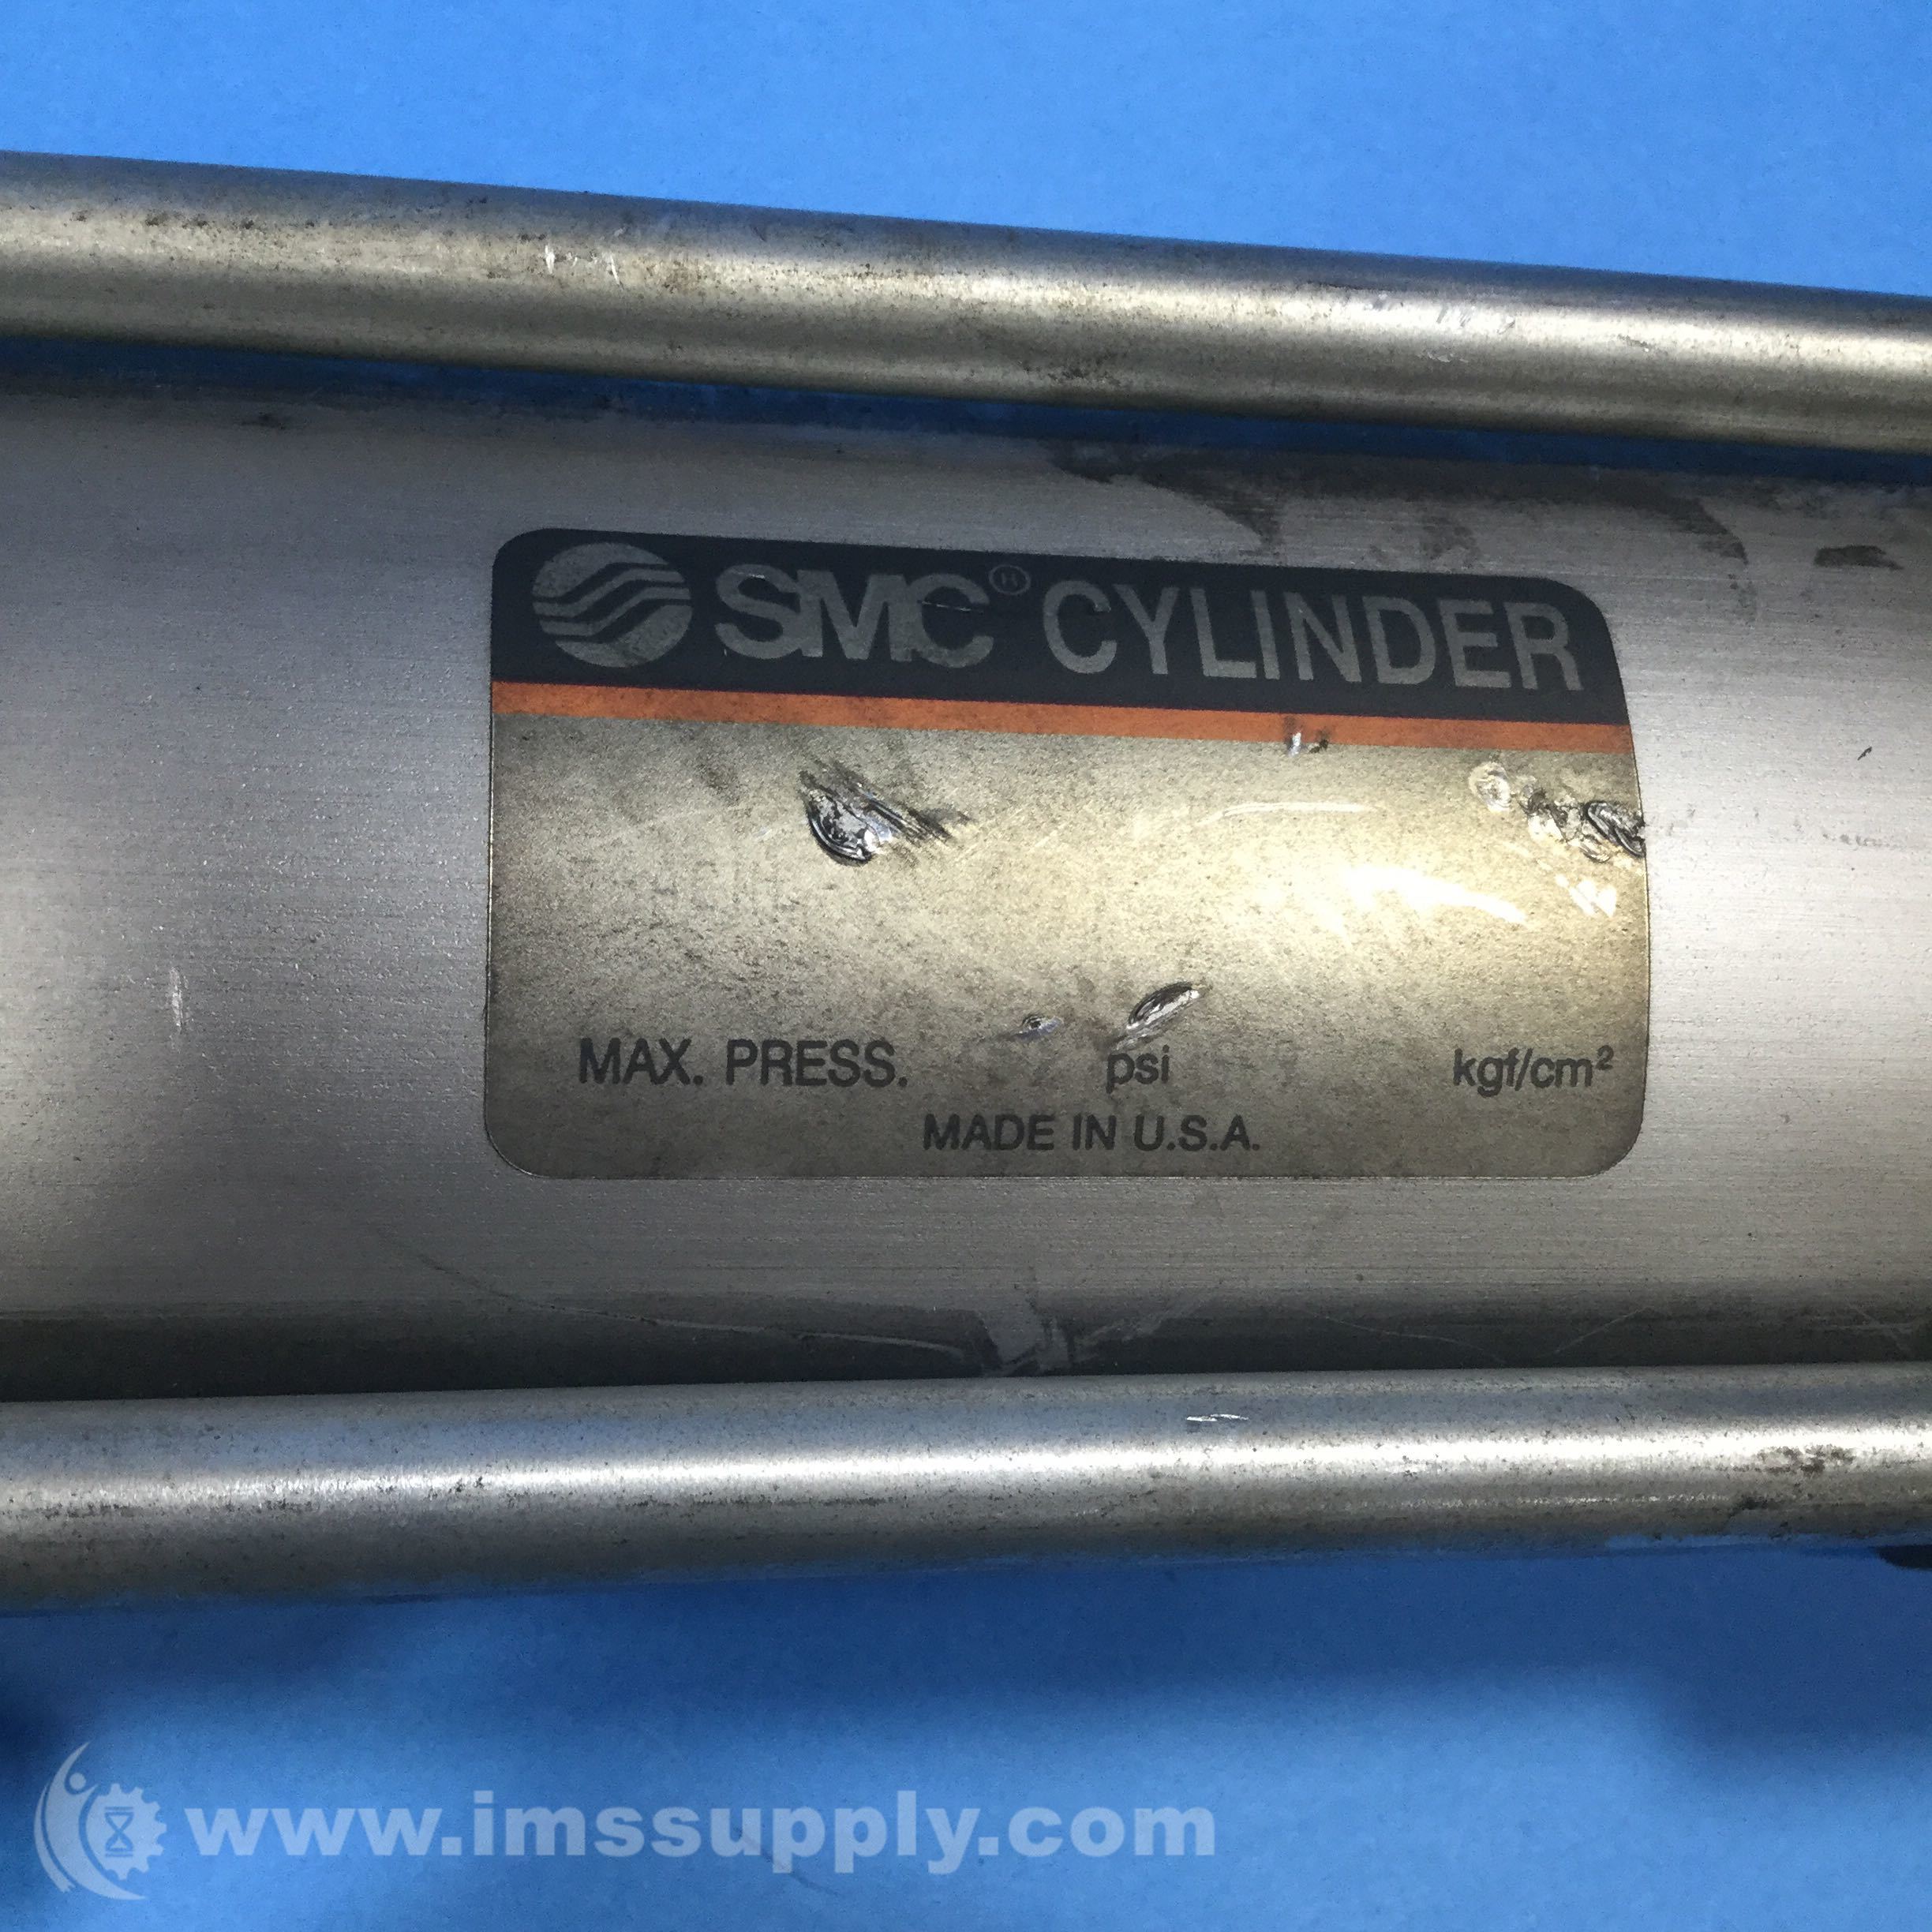 SMC® CYLINDER
MAX. PRESS. psi kgf/cm²
MADE IN U.S.A.
www.imssupply.com